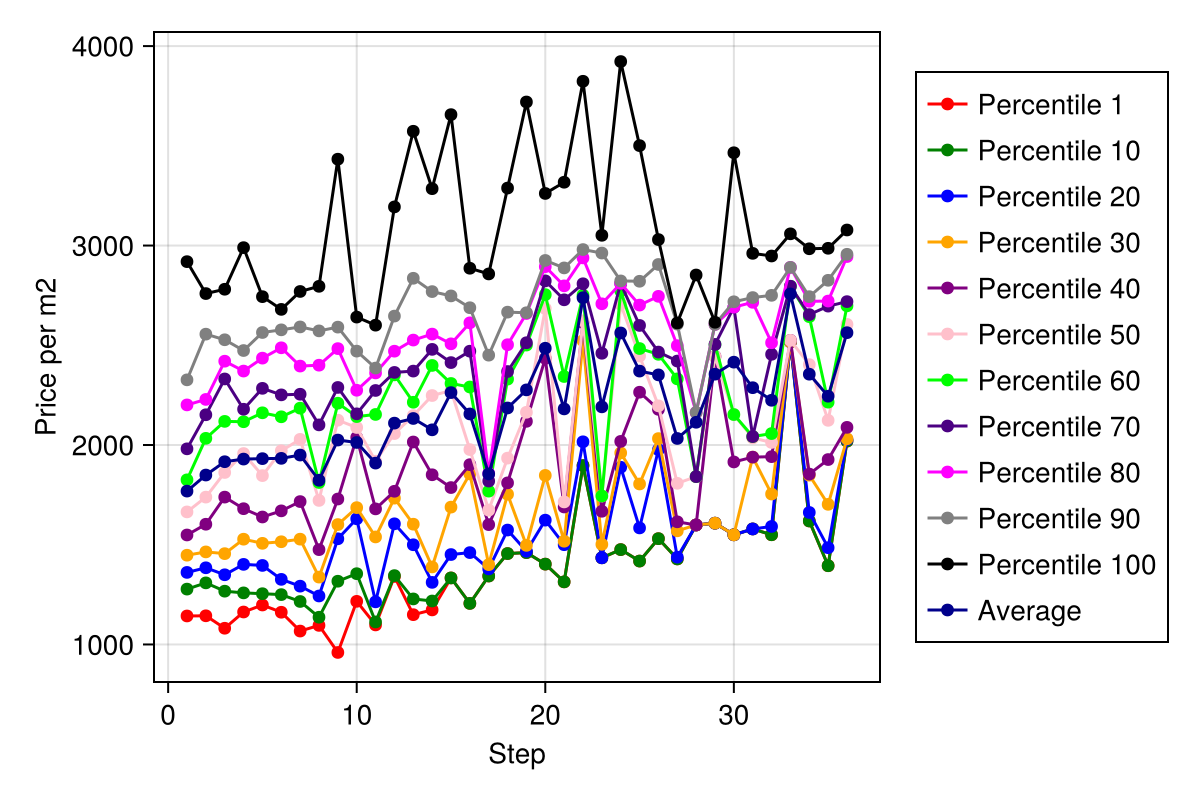 4000
3000
2000
1000
Price per m2
0 10 20 30
Step
Percentile 1
Percentile 10
Percentile 20
Percentile 30
Percentile 40
Percentile 50
Percentile 60
Percentile 70
Percentile 80
Percentile 90
Percentile 100
Average